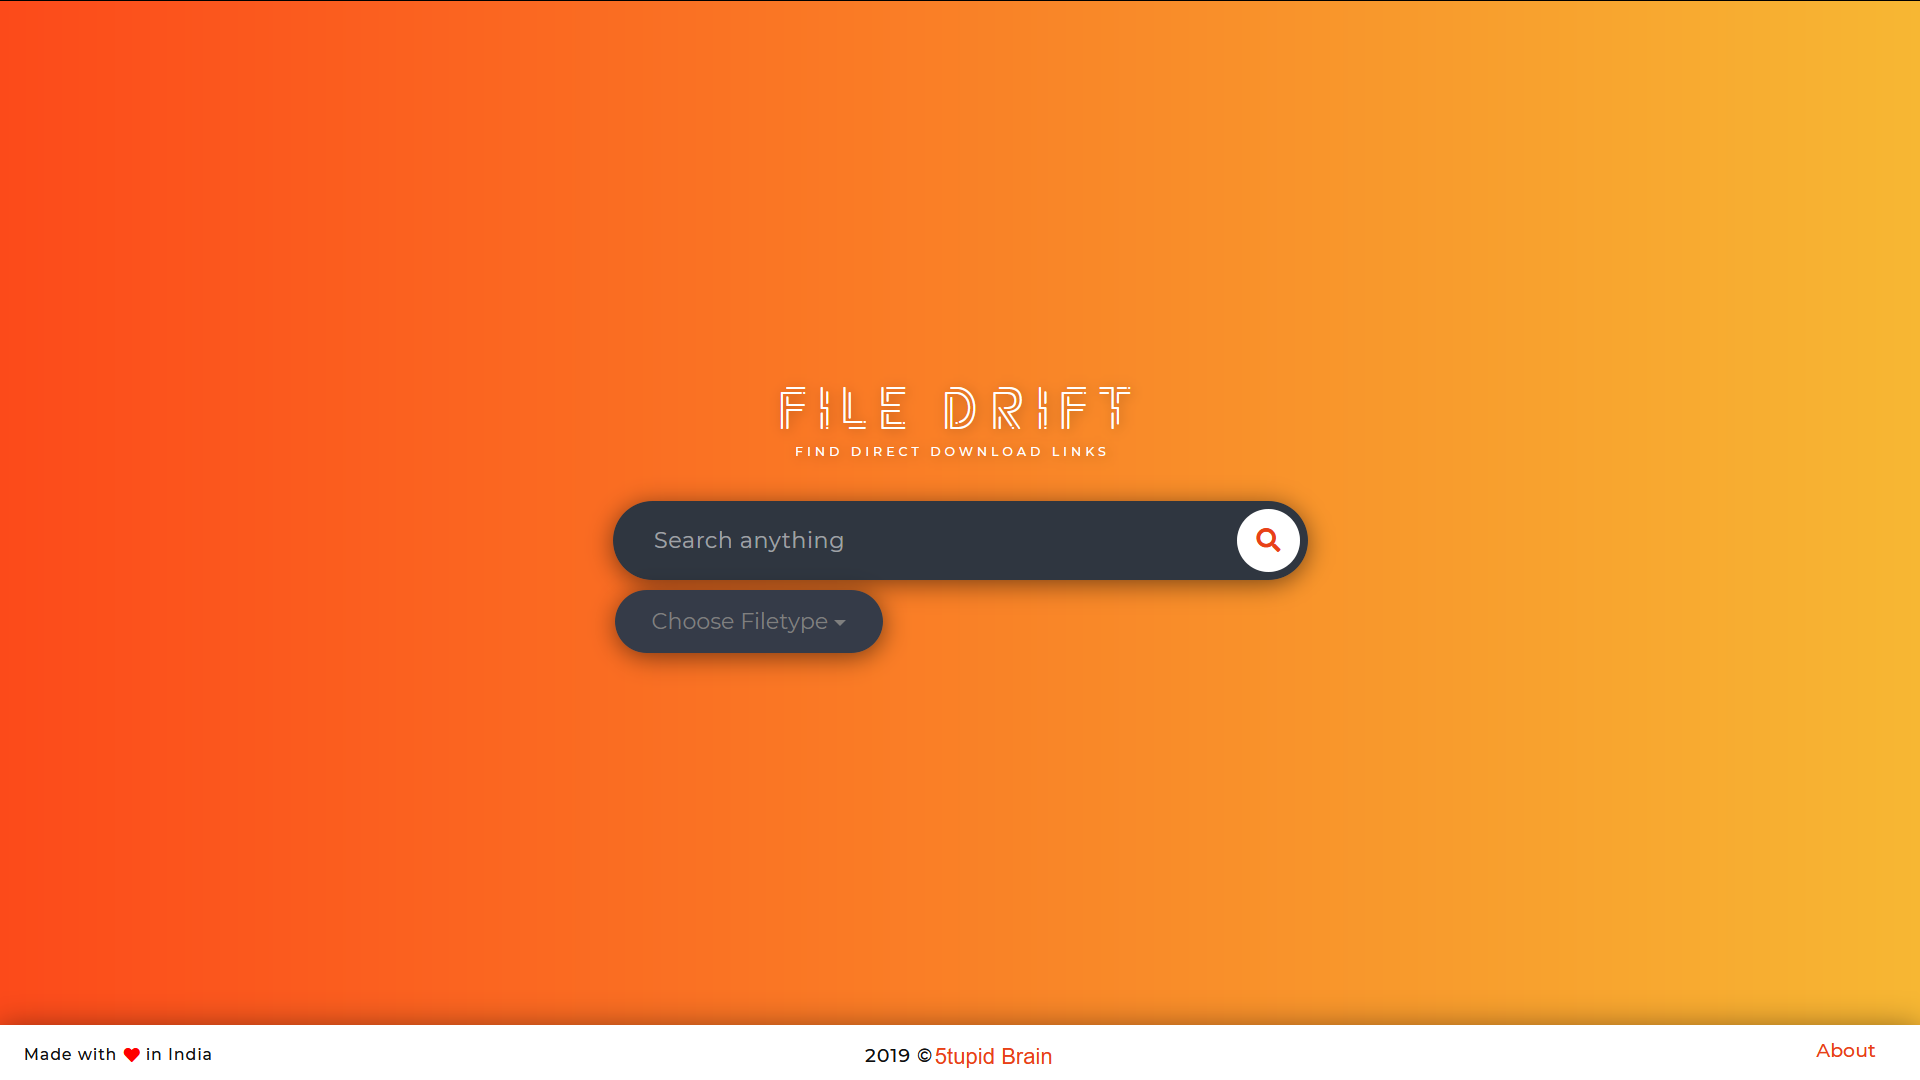 FILE DRIFT
FIND DIRECT DOWNLOAD LINKS
Search anything
Choose Filetype
Made with ❤ in India
2019 ©5tupid Brain
About